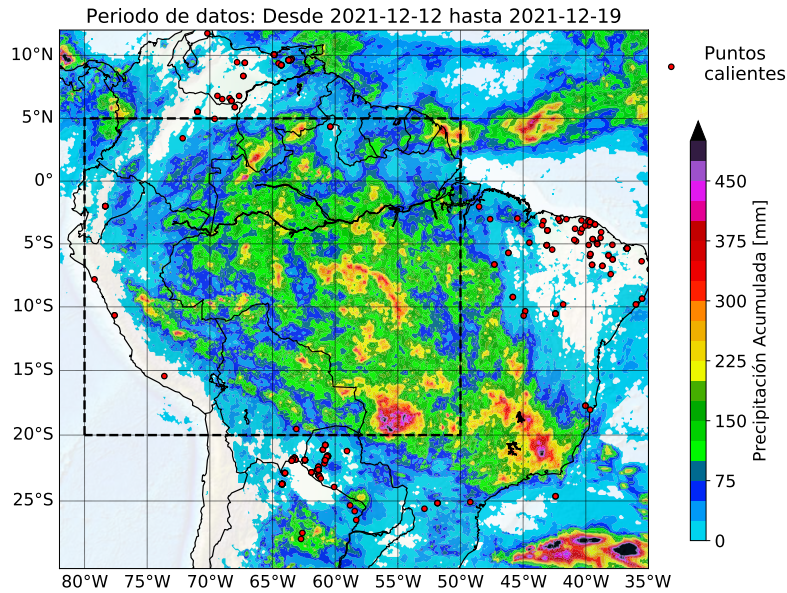 Periodo de datos: Desde 2021-12-12 hasta 2021-12-19
10°N
5°N
0°
5°S
10°S
15°S
20°S
25°S
80°W
75°W
70°W
65°W
60°W
55°W
50°W
45°W
40°W
35°W
Puntos
calientes
450
375
300
225
150
75
0
Precipitación Acumulada [mm]